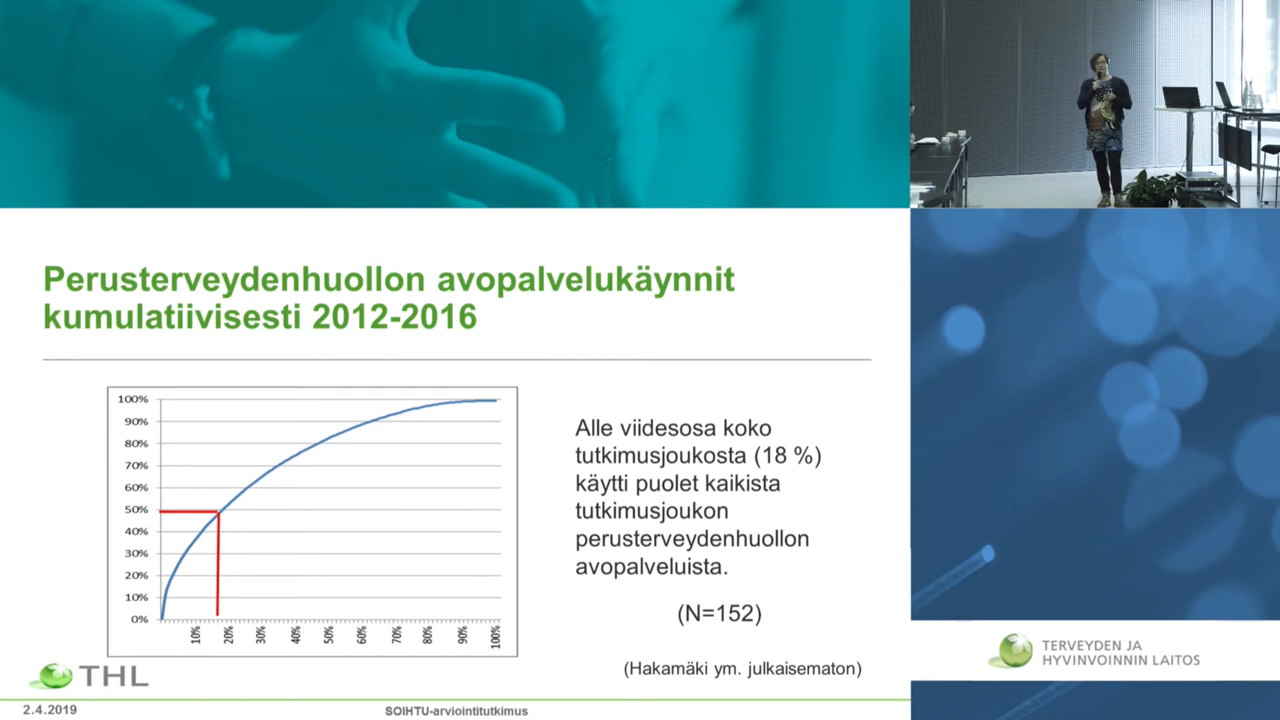 Perusterveydenhuollon avopalvelukäynnit
kumulatiivisesti 2012-2016
100%
90%
80%
70%
60%
50%
40%
30%
20%
10%
0%
10%
20%
30%
40%
50%
60%
70%
80%
90%
100%
Alle viidesosa koko
tutkimusjoukosta (18 %)
käytti puolet kaikista
tutkimusjoukon
perusterveydenhuollon
avopalveluista.
(N=152)
(Hakamäki ym. julkaisematon)
THL
2.4.2019
SOIHTU-arviointitutkimus
TERVEYDEN JA
HYVINVOINNIN LAITOS